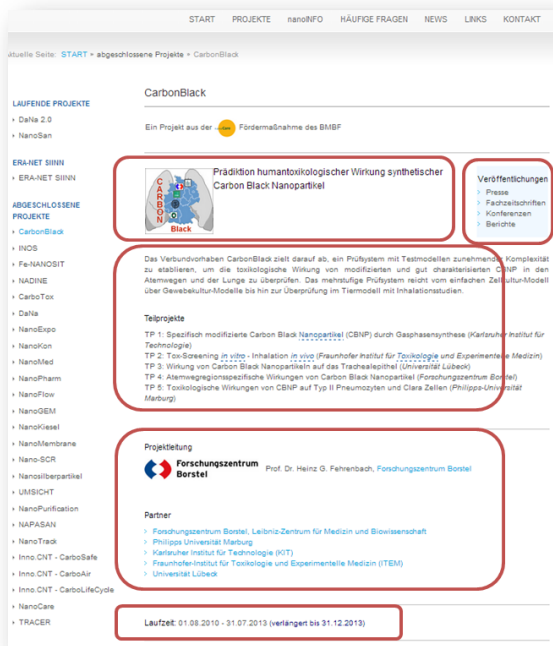 START PROJEKTE nanoINFO HÄUFIGE FRAGEN NEWS LINKS KONTAKT
ktuelle Seite: START » abgeschlossene Projekte » CarbonBlack
LAUFENDE PROJEKTE
DaNa 2.0
NanoSan
ERA-NET SIINN
ERA-NET SIINN
ABGESCHLOSSENE
PROJEKTE
CarbonBlack
INOS
Fe-NANOSIT
NADINE
CarboTox
DaNa
NanoExpo
NanoKon
NanoMed
NanoPharm
NanoFlow
NanoGEM
NanoKiesel
NanoMembrane
Nano-SCR
Nanosilberpartikel
UMSICHT
NanoPurification
NAPASAN
NanoTrack
Inno.CNT - CarboSafe
Inno.CNT - CarboAir
Inno.CNT - CarboLifeCycle
NanoCare
TRACER
CarbonBlack
Ein Projekt aus der Fördermaßnahme des BMBF
CARBON
Black
Prädiktion humantoxikologischer Wirkung synthetischer
Carbon Black Nanopartikel
Veröffentlichungen
Presse
Fachzeitschriften
Konferenzen
Berichte
Das Verbundvorhaben CarbonBlack zielt darauf ab, ein Prüfsystem mit Testmodellen zunehmender Komplexität
zu etablieren, um die toxikologische Wirkung von modifizierten und gut charakterisierten CBNP in den
Atemwegen und der Lunge zu überprüfen. Das mehrstufige Prüfsystem reicht vom einfachen Zellkultur-Modell
über Gewebekultur-Modelle bis hin zur Überprüfung im Tiermodell mit Inhalationsstudien.
Teilprojekte
TP 1: Spezifisch modifizierte Carbon Black Nanopartikel (CBNP) durch Gasphasensynthese (Karlsruher Institut für
Technologie)
TP 2: Tox-Screening in vitro - Inhalation in vivo (Fraunhofer Institut für Toxikologie und Experimentelle Medizin)
TP 3: Wirkung von Carbon Black Nanopartikeln auf das Trachealepithel (Universität Lübeck)
TP 4: Atemwegregionsspezifische Wirkungen von Carbon Black Nanopartikel (Forschungszentrum Borstel)
TP 5: Toxikologische Wirkungen von CBNP auf Typ II Pneumozyten und Clara Zellen (Philipps-Universität
Marburg)
Projektleitung
Forschungszentrum
Borstel
Prof. Dr. Heinz G. Fehrenbach, Forschungszentrum Borstel
Partner
Forschungszentrum Borstel, Leibniz-Zentrum für Medizin und Biowissenschaft
Philipps Universität Marburg
Karlsruher Institut für Technologie (KIT)
Fraunhofer-Institut für Toxikologie und Experimentelle Medizin (ITEM)
Universität Lübeck
Laufzeit: 01.08.2010 - 31.07.2013 (verlängert bis 31.12.2013)